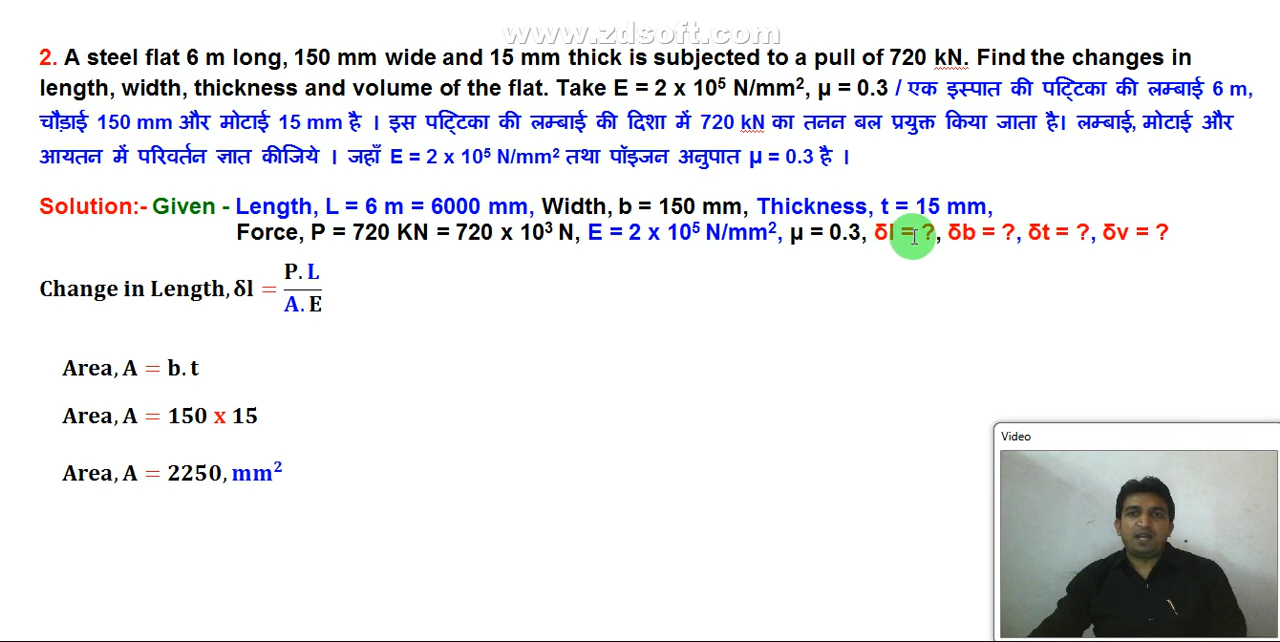 www.zdsoft.com
2. A steel flat 6 m long, 150 mm wide and 15 mm thick is subjected to a pull of 720 kN. Find the changes in
length, width, thickness and volume of the flat. Take E = 2 x 10⁵ N/mm², μ = 0.3 / एक इस्पात की पट्टिका की लम्बाई 6 m,
चौड़ाई 150 mm और मोटाई 15 mm है । इस पट्टिका की लम्बाई की दिशा में 720 kN का तनन बल प्रयुक्त किया जाता है। लम्बाई, मोटाई और
आयतन में परिवर्तन ज्ञात कीजिये । जहाँ E = 2 x 10⁵ N/mm² तथा पॉइजन अनुपात μ = 0.3 है ।
Solution:- Given - Length, L = 6 m = 6000 mm, Width, b = 150 mm, Thickness, t = 15 mm,
Force, P = 720 KN = 720 x 10³ N, E = 2 x 10⁵ N/mm², μ = 0.3, δl = ?, δb = ?, δt = ?, δv = ?
Change in Length, δl = P. L / A. E
Area, A = b. t
Area, A = 150 x 15
Area, A = 2250, mm²
Video